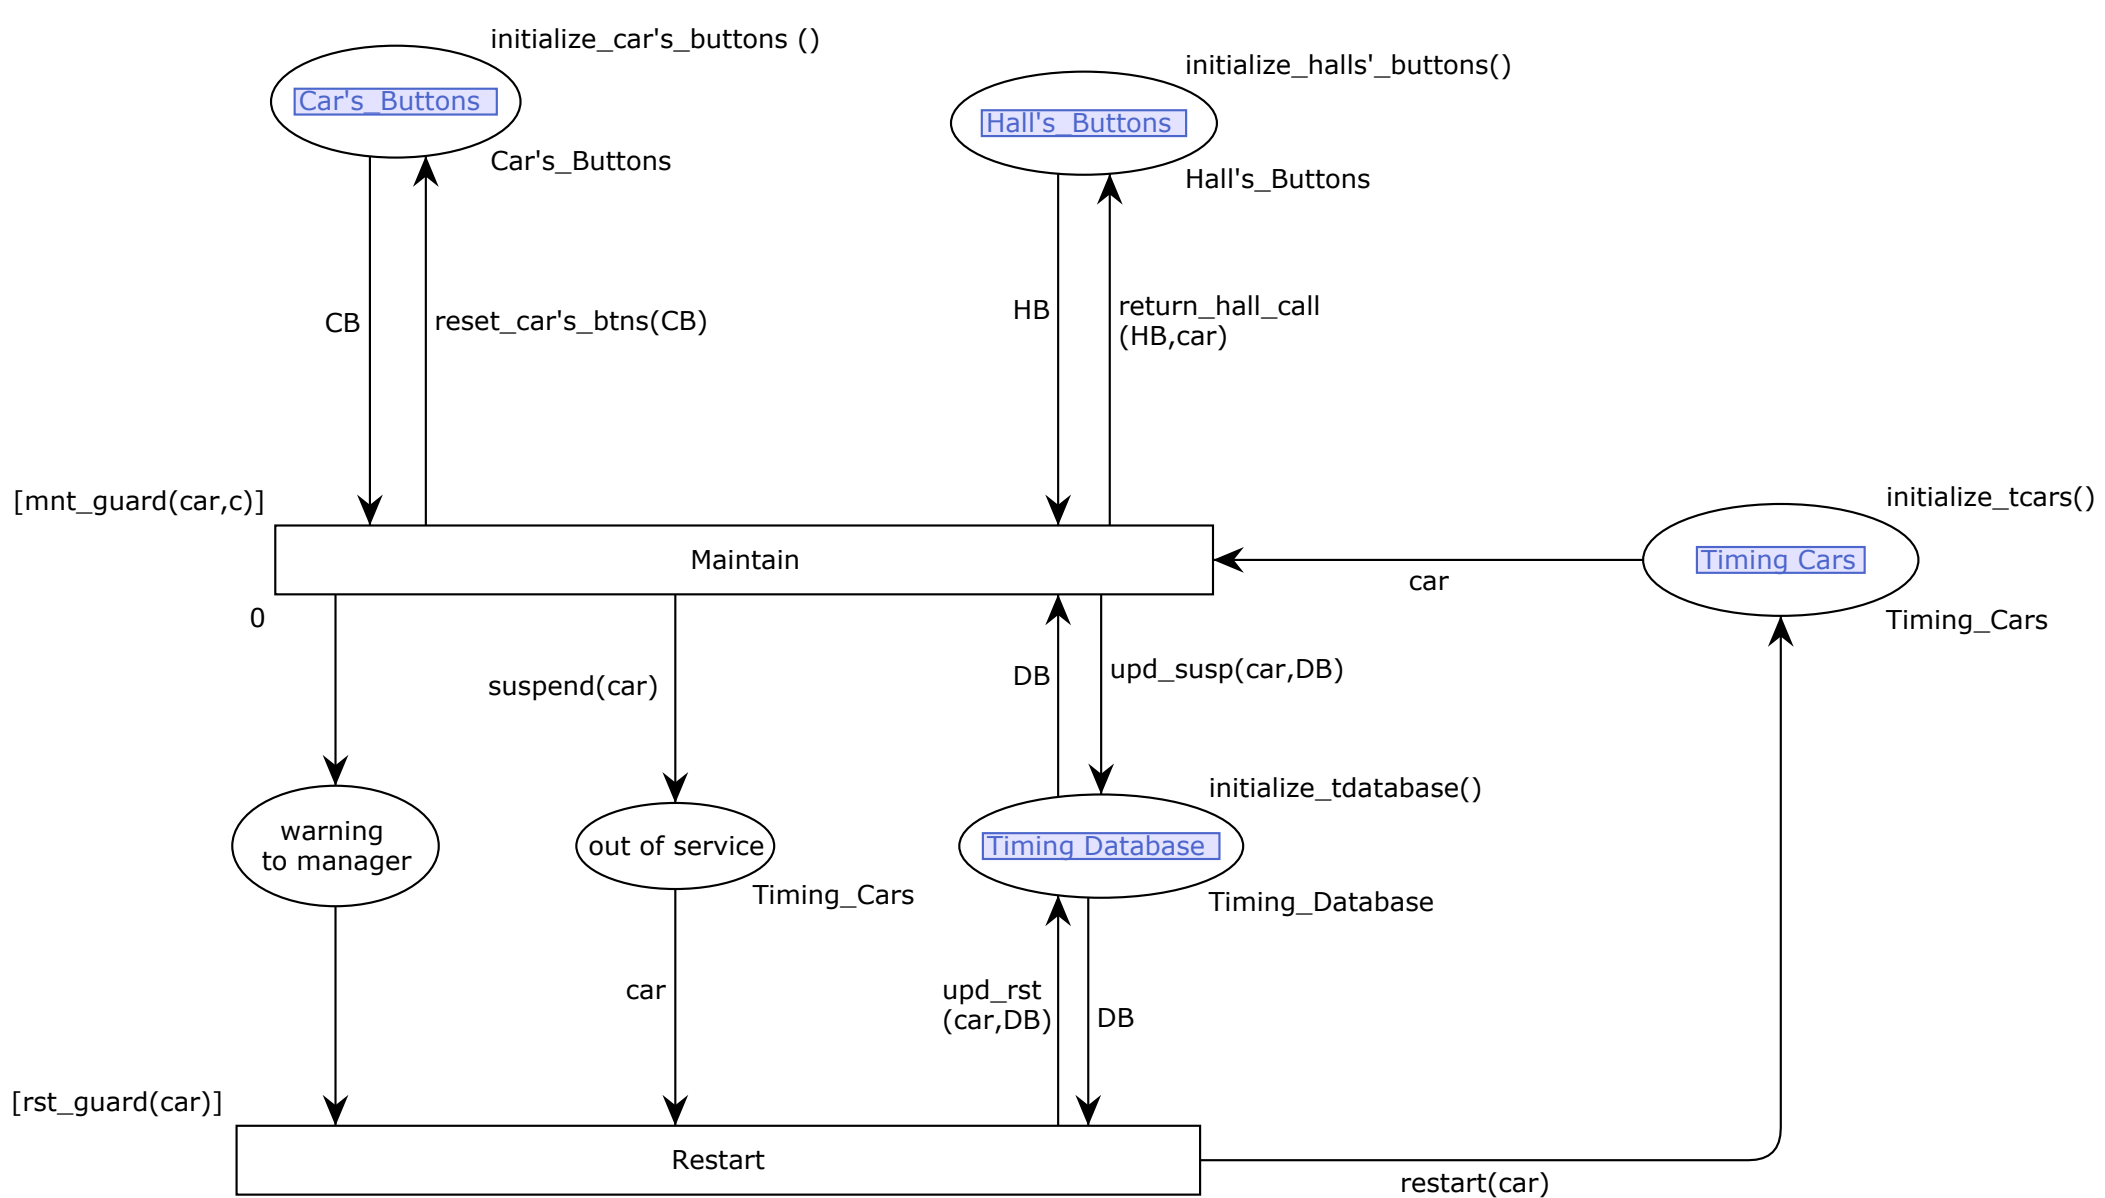 initialize_car's_buttons ()
Car's_Buttons
Car's_Buttons
initialize_halls'_buttons()
Hall's_Buttons
Hall's_Buttons
CB
reset_car's_btns(CB)
HB
return_hall_call
(HB,car)
[mnt_guard(car,c)]
Maintain
0
car
initialize_tcars()
Timing Cars
Timing_Cars
suspend(car)
DB
upd_susp(car,DB)
warning
to manager
out of service
Timing_Cars
initialize_tdatabase()
Timing Database
Timing_Database
car
upd_rst
(car,DB)
DB
[rst_guard(car)]
Restart
restart(car)